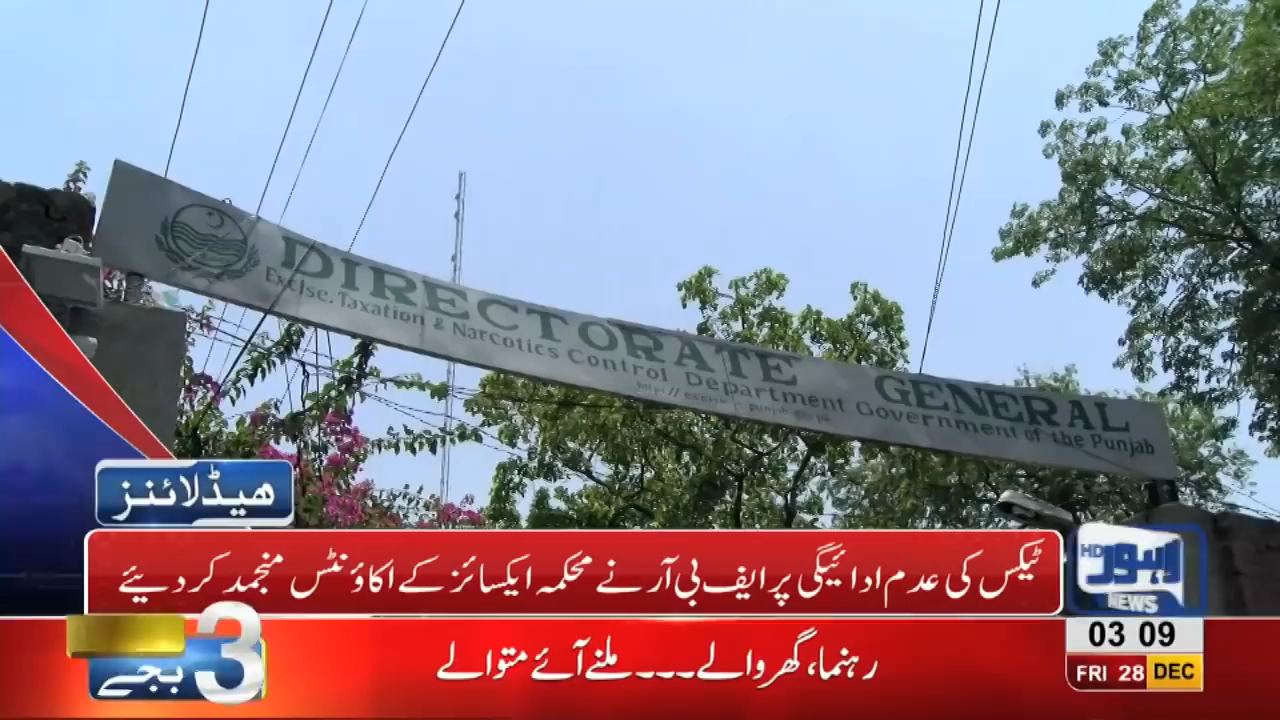 DIRECTORATE GENERAL
Excise, Taxation & Narcotics Control Department Government of the Punjab
ھیڈلائنز
ٹیکس کی عدم ادائیگی پر ایف بی آر نے محکمہ ایکسائز کے اکاؤنٹس منجمد کر دیئے
HD لاہور
NEWS
03 09
FRI 28 DEC
3 بجے
رہنما، گھر والے۔۔۔ ملنے آئے متوالے